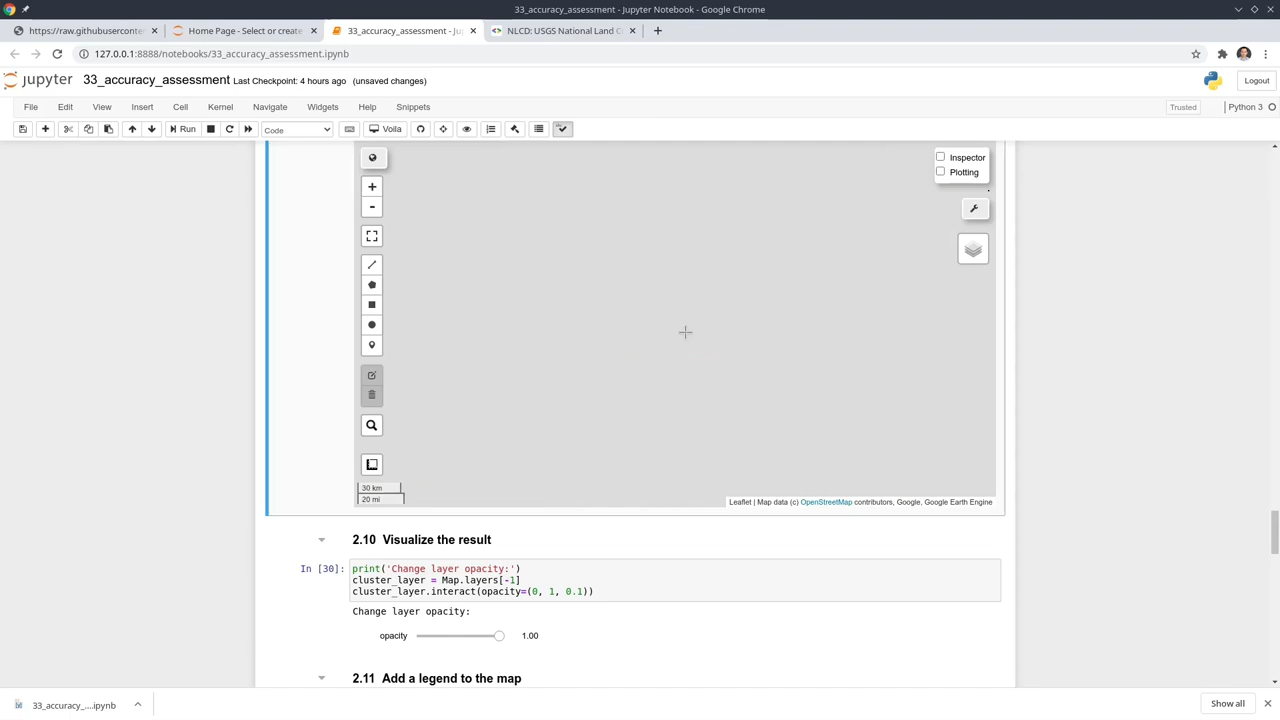 33_accuracy_assessment - Jupyter Notebook - Google Chrome
https://raw.githubuserconte
Home Page - Select or create
33_accuracy_assessment - Ju
NLCD: USGS National Land C
127.0.0.1:8888/notebooks/33_accuracy_assessment.ipynb
jupyter 33_accuracy_assessment Last Checkpoint: 4 hours ago (unsaved changes)
Logout
File Edit View Insert Cell Kernel Navigate Widgets Help Snippets
Trusted
Python 3
Run
Code
Voila
Inspector
Plotting
+
-
30 km
20 mi
Leaflet | Map data (c) OpenStreetMap contributors, Google, Google Earth Engine
2.10 Visualize the result
In [30]:
print('Change layer opacity:')
cluster_layer = Map.layers[-1]
cluster_layer.interact(opacity=(0, 1, 0.1))
Change layer opacity:
opacity 1.00
2.11 Add a legend to the map
33_accuracy_....ipynb
Show all